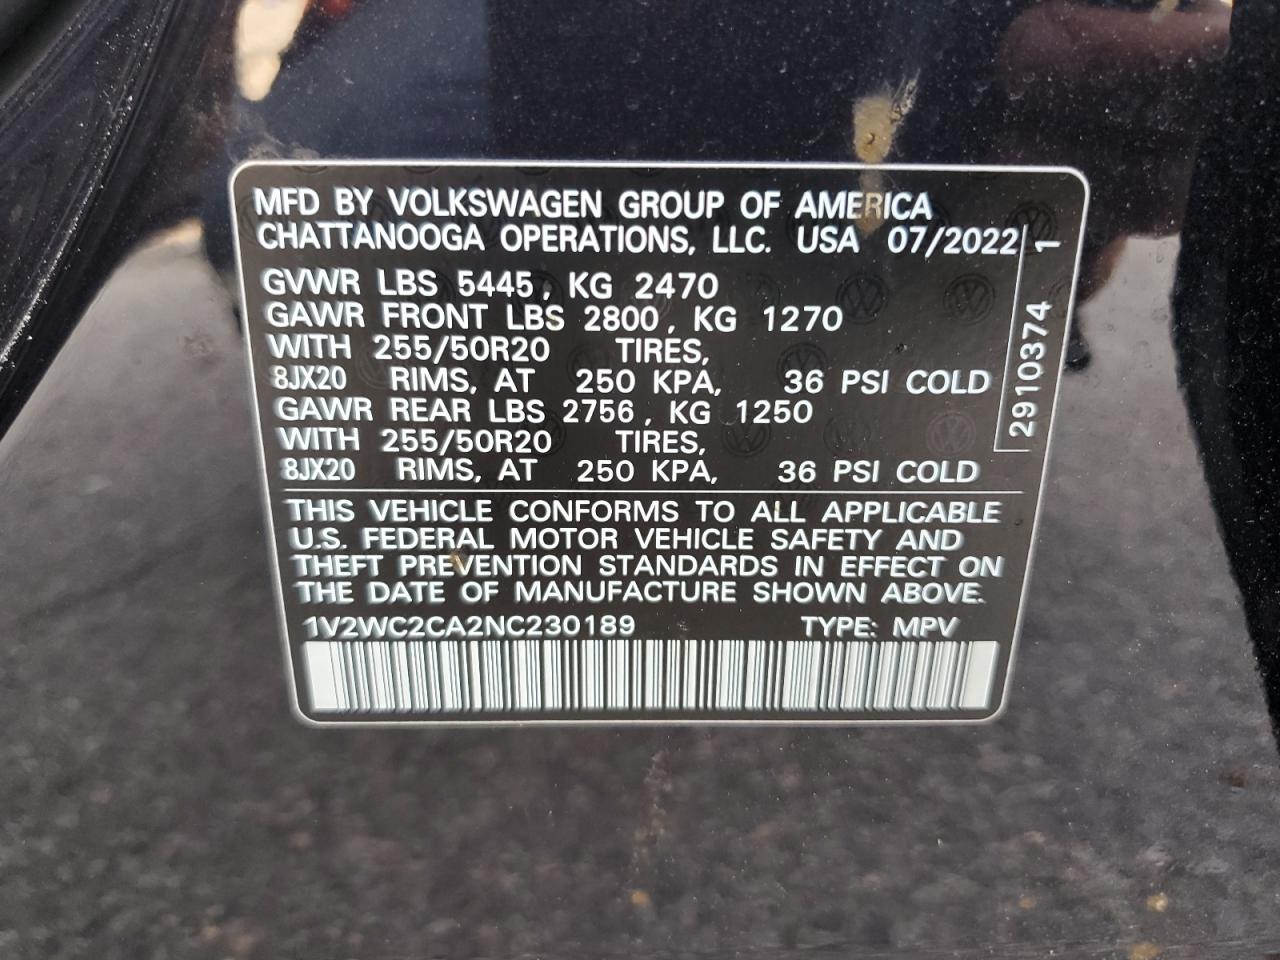 MFD BY VOLKSWAGEN GROUP OF AMERICA
CHATTANOOGA OPERATIONS, LLC. USA 07/2022
GVWR LBS 5445, KG 2470
GAWR FRONT LBS 2800, KG 1270
WITH 255/50R20 TIRES,
8JX20 RIMS, AT 250 KPA, 36 PSI COLD
GAWR REAR LBS 2756, KG 1250
WITH 255/50R20 TIRES,
8JX20 RIMS, AT 250 KPA, 36 PSI COLD
2910374 1
THIS VEHICLE CONFORMS TO ALL APPLICABLE
U.S. FEDERAL MOTOR VEHICLE SAFETY AND
THEFT PREVENTION STANDARDS IN EFFECT ON
THE DATE OF MANUFACTURE SHOWN ABOVE.
1V2WC2CA2NC230189 TYPE: MPV